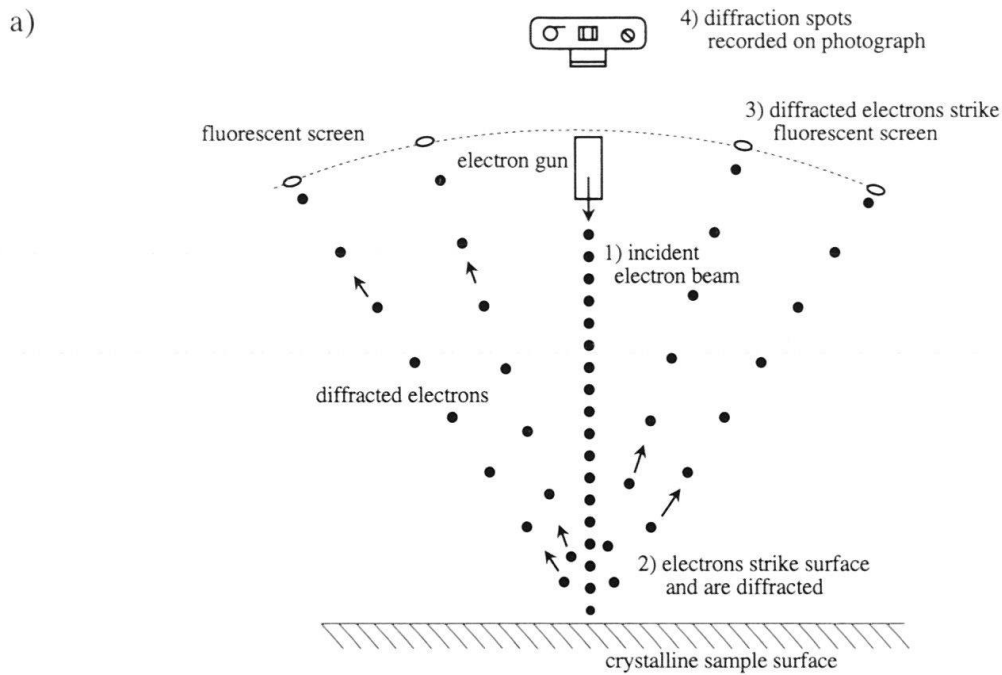 a)
4) diffraction spots
recorded on photograph
3) diffracted electrons strike
fluorescent screen
fluorescent screen
electron gun
1) incident
electron beam
diffracted electrons
2) electrons strike surface
and are diffracted
crystalline sample surface